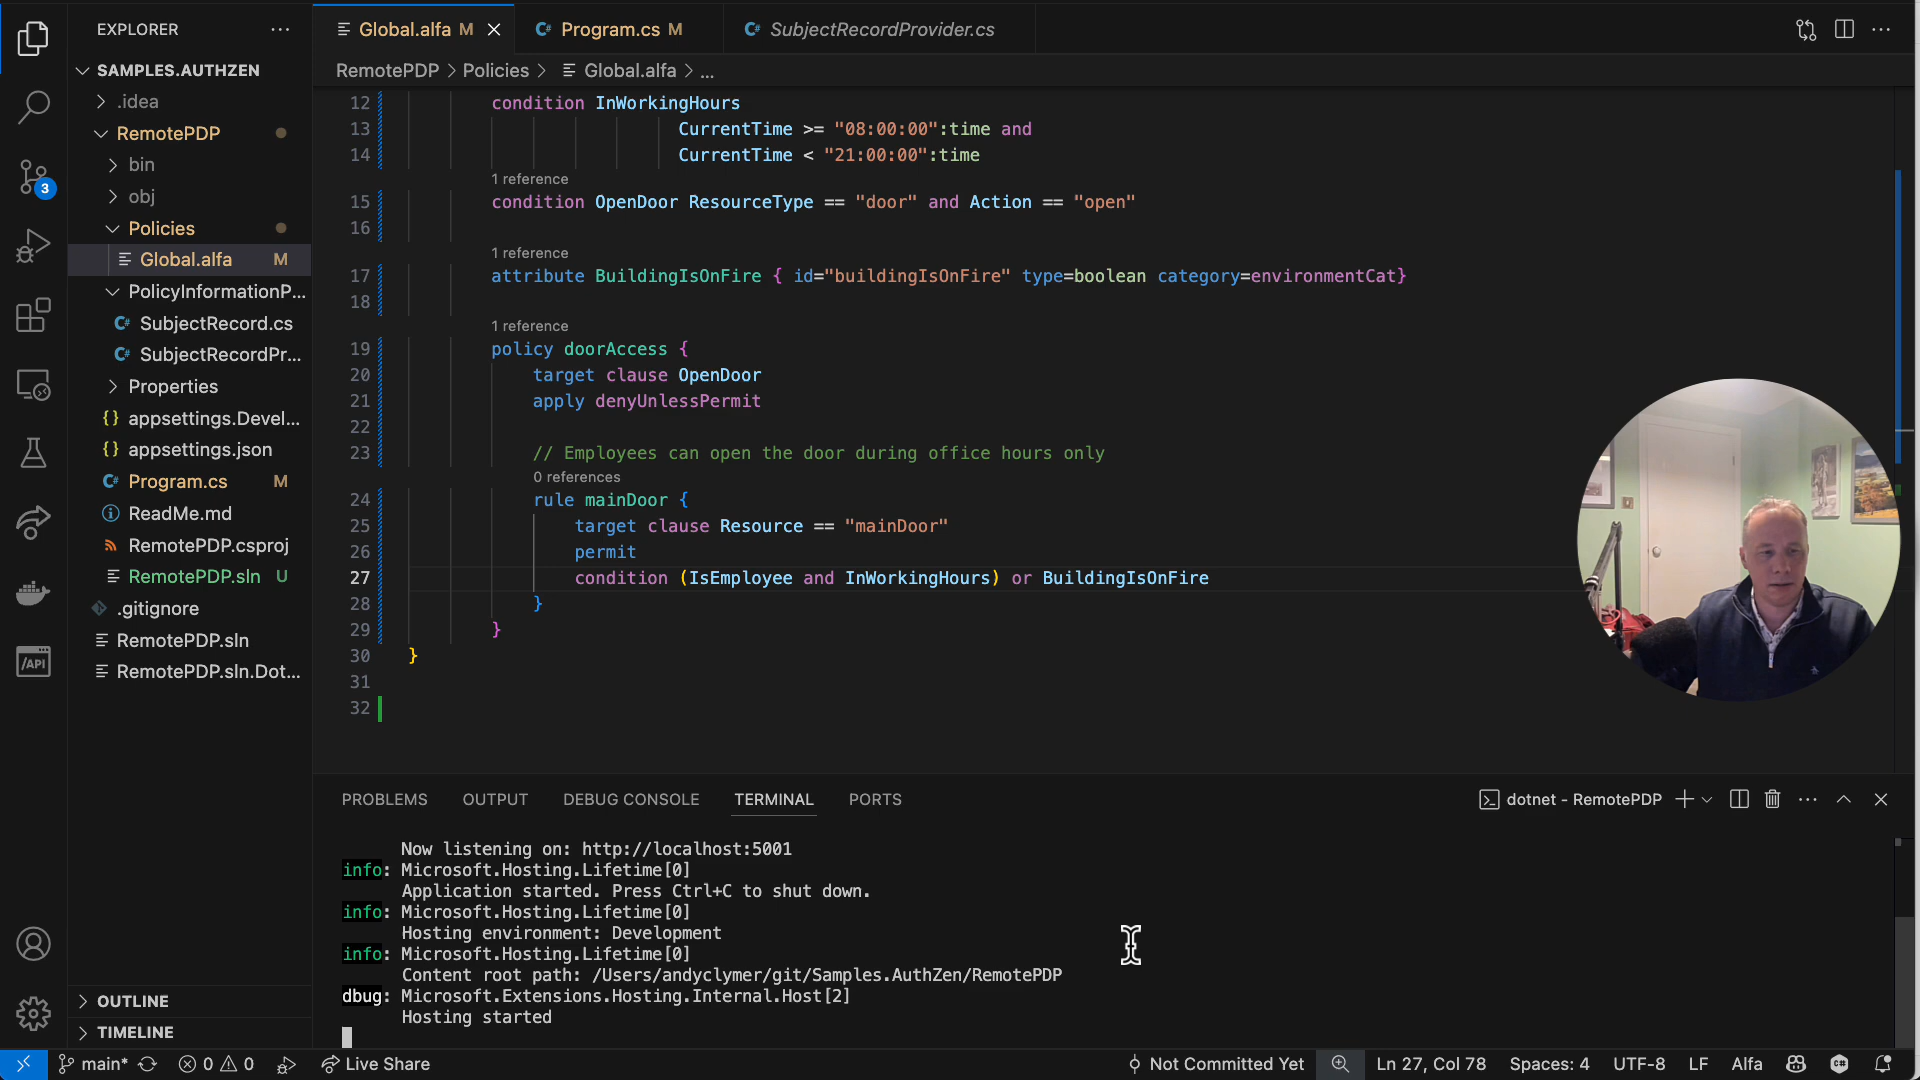 EXPLORER
SAMPLES.AUTHZEN
.idea
RemotePDP
bin
obj
Policies
Global.alfa M
PolicyInformationP...
SubjectRecord.cs
SubjectRecordPr...
Properties
appsettings.Devel...
appsettings.json
Program.cs M
ReadMe.md
RemotePDP.csproj
RemotePDP.sln U
.gitignore
RemotePDP.sln
RemotePDP.sln.Dot...
OUTLINE
TIMELINE
3
/API
Global.alfa M
C# Program.cs M
C# SubjectRecordProvider.cs
RemotePDP > Policies > Global.alfa > ...
12 condition InWorkingHours
13 CurrentTime >= "08:00:00":time and
14 CurrentTime < "21:00:00":time
1 reference
15 condition OpenDoor ResourceType == "door" and Action == "open"
16
1 reference
17 attribute BuildingIsOnFire { id="buildingIsOnFire" type=boolean category=environmentCat}
18
1 reference
19 policy doorAccess {
20 target clause OpenDoor
21 apply denyUnlessPermit
22
23 // Employees can open the door during office hours only
0 references
24 rule mainDoor {
25 target clause Resource == "mainDoor"
26 permit
27 condition (IsEmployee and InWorkingHours) or BuildingIsOnFire
28 }
29 }
30 }
31
32
PROBLEMS OUTPUT DEBUG CONSOLE TERMINAL PORTS
dotnet - RemotePDP
Now listening on: http://localhost:5001
info: Microsoft.Hosting.Lifetime[0]
Application started. Press Ctrl+C to shut down.
info: Microsoft.Hosting.Lifetime[0]
Hosting environment: Development
info: Microsoft.Hosting.Lifetime[0]
Content root path: /Users/andyclymer/git/Samples.AuthZen/RemotePDP
dbug: Microsoft.Extensions.Hosting.Internal.Host[2]
Hosting started
main* 0 0 Live Share Not Committed Yet Ln 27, Col 78 Spaces: 4 UTF-8 LF Alfa